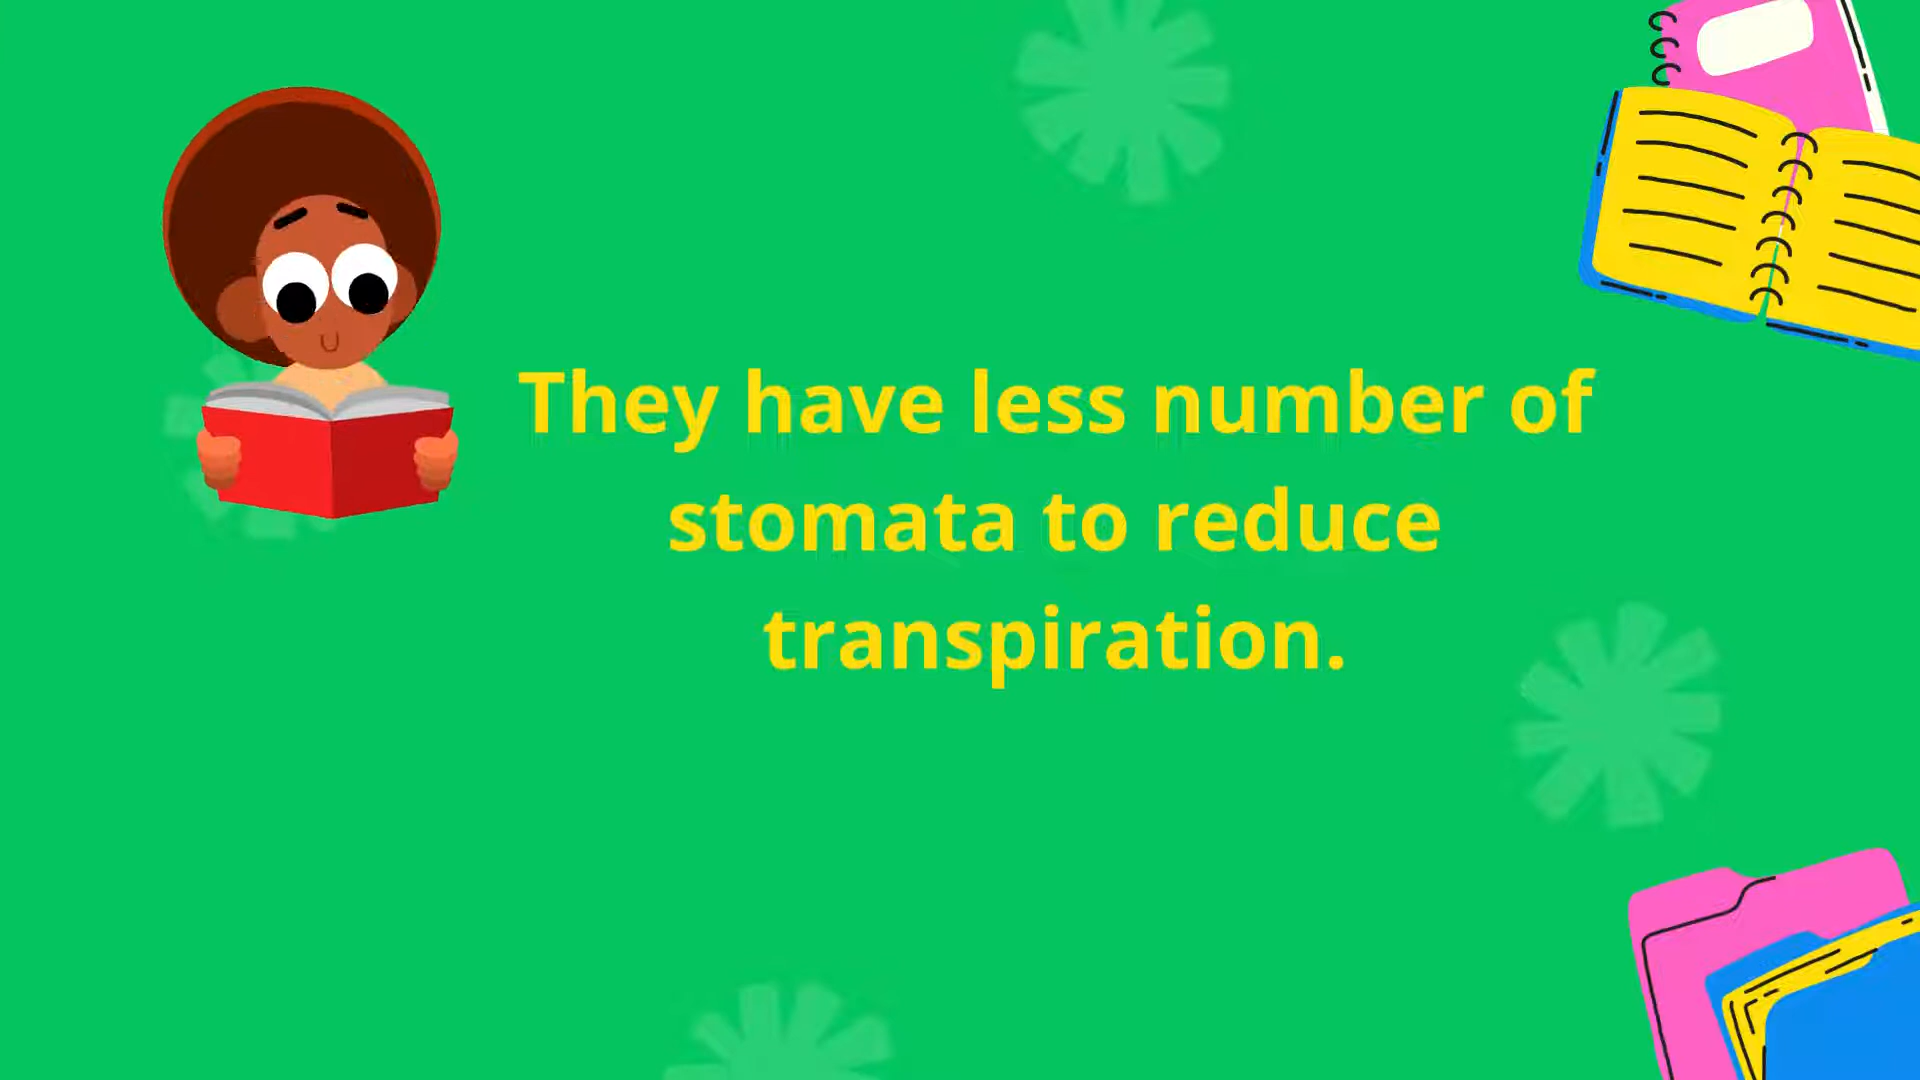 They have less number of
stomata to reduce
transpiration.